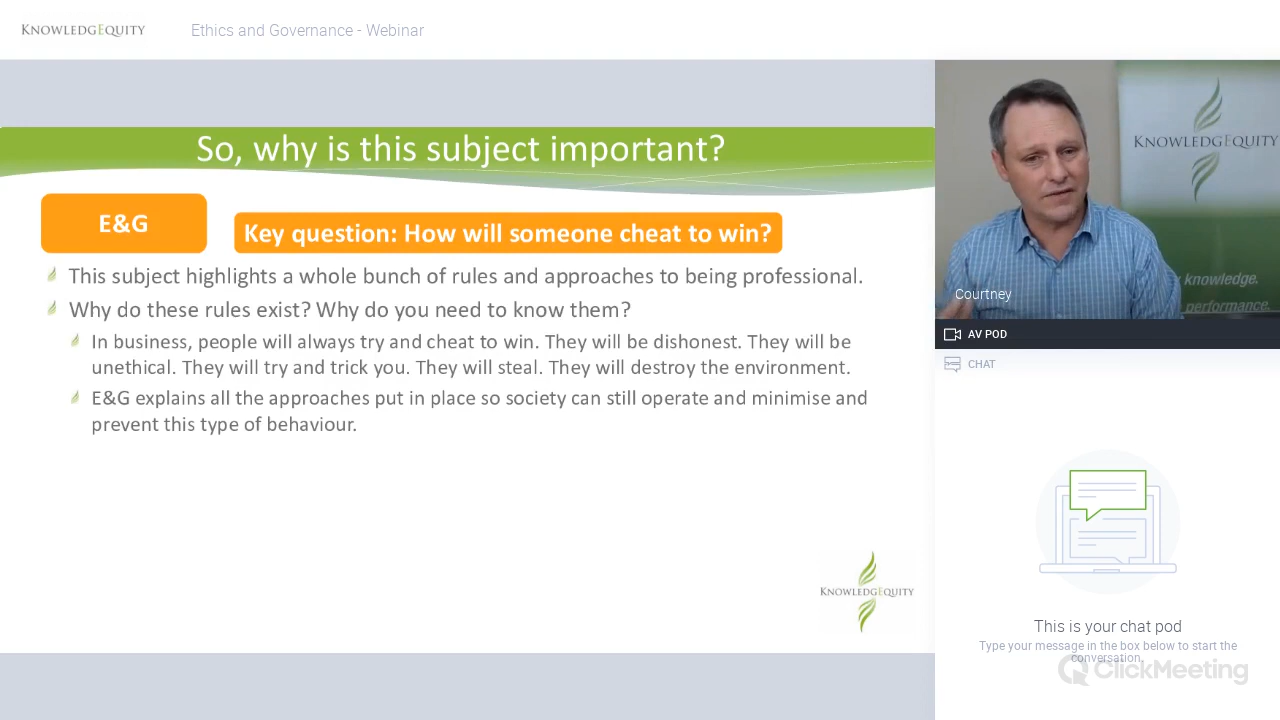 KNOWLEDGEQUITY
Ethics and Governance - Webinar
So, why is this subject important?
E&G
Key question: How will someone cheat to win?
This subject highlights a whole bunch of rules and approaches to being professional.
Why do these rules exist? Why do you need to know them?
In business, people will always try and cheat to win. They will be dishonest. They will be
unethical. They will try and trick you. They will steal. They will destroy the environment.
E&G explains all the approaches put in place so society can still operate and minimise and
prevent this type of behaviour.
KNOWLEDGEQUITY
KNOWLEDGEQUITY
knowledge.
performance.
Courtney
AV POD
CHAT
This is your chat pod
Type your message in the box below to start the
conversation.
ClickMeeting